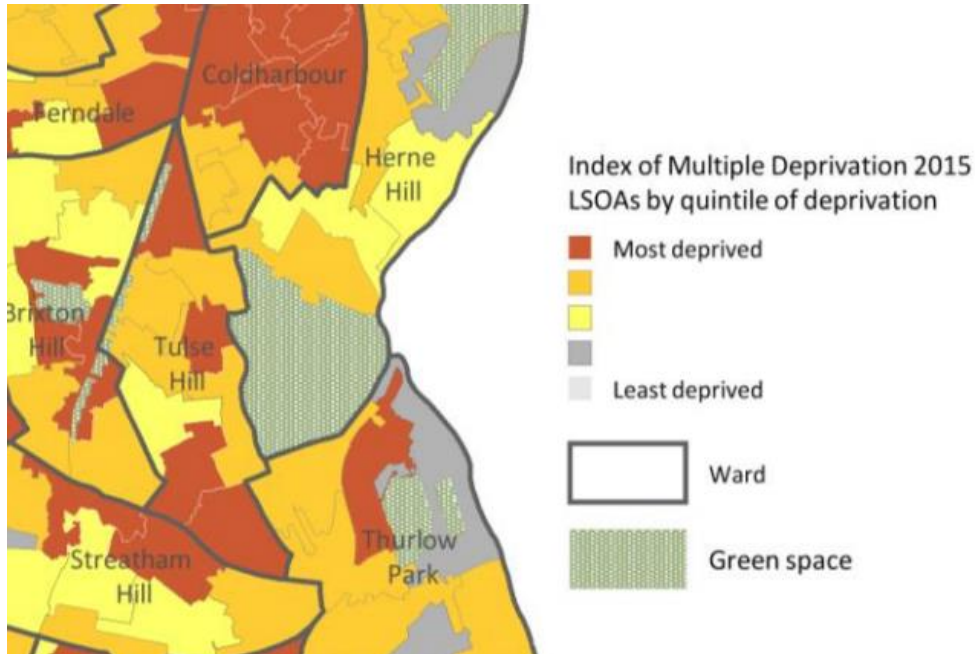 Coldharbour
Ferndale
Herne
Hill
Brixton
Hill
Tulse
Hill
Thurlow
Park
Streatham
Hill
Index of Multiple Deprivation 2015
LSOAs by quintile of deprivation
Most deprived
Least deprived
Ward
Green space